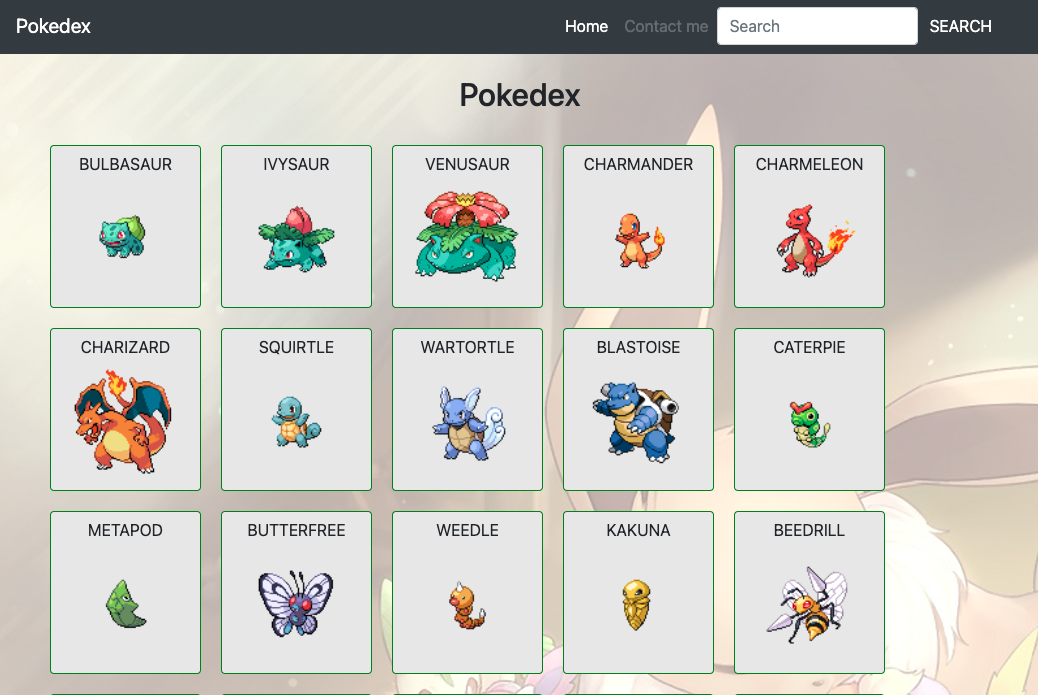 Pokedex Home Contact me Search SEARCH
Pokedex
BULBASAUR IVYSAUR VENUSAUR CHARMANDER CHARMELEON
CHARIZARD SQUIRTLE WARTORTLE BLASTOISE CATERPIE
METAPOD BUTTERFREE WEEDLE KAKUNA BEEDRILL